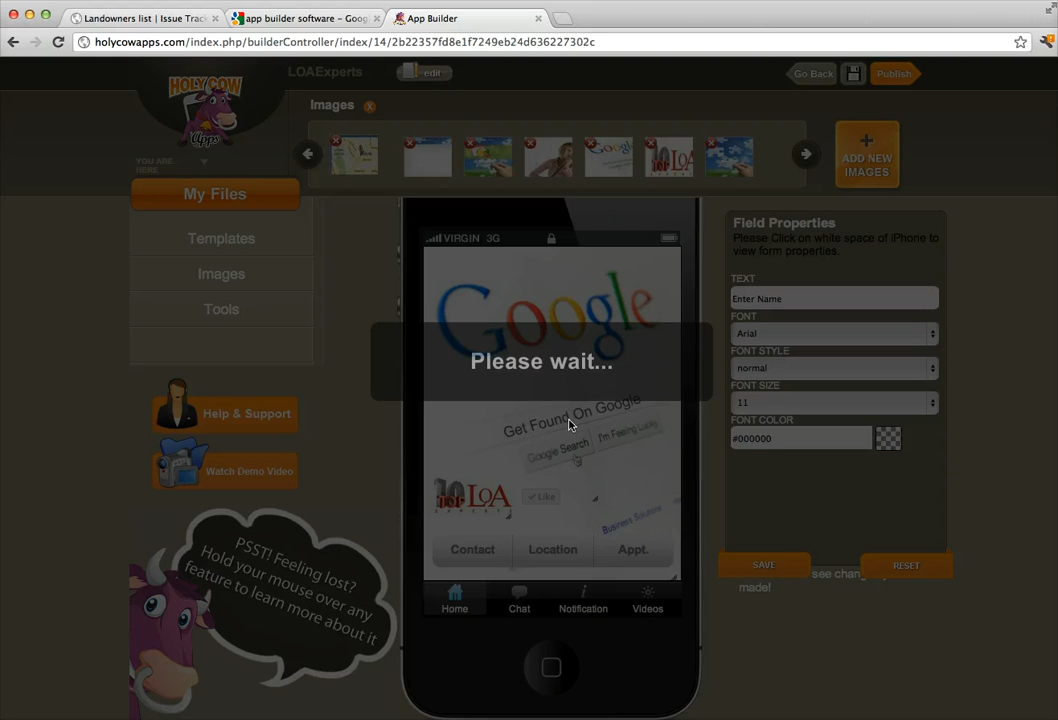 Landowners list | Issue Track
app builder software – Goog
App Builder
holycowapps.com/index.php/builderController/index/14/2b22357fd8e1f7249eb24d636227302c
HOLY COW
Apps
LOAExperts
edit
Go Back
Publish
Images
YOU ARE
HERE
ADD NEW
IMAGES
My Files
Templates
Images
Tools
Help & Support
Watch Demo Video
PSST! Feeling lost?
Hold your mouse over any
feature to learn more about it
VIRGIN 3G
Google
Please wait...
Get Found On Google
Google Search
I'm Feeling Lucky
LOA
Like
Business Solutions
Contact
Location
Appt.
Home
Chat
Notification
Videos
Field Properties
Please Click on white space of iPhone to
view form properties.
TEXT
Enter Name
FONT
Arial
FONT STYLE
normal
FONT SIZE
11
FONT COLOR
#000000
SAVE
RESET
see chang
made!